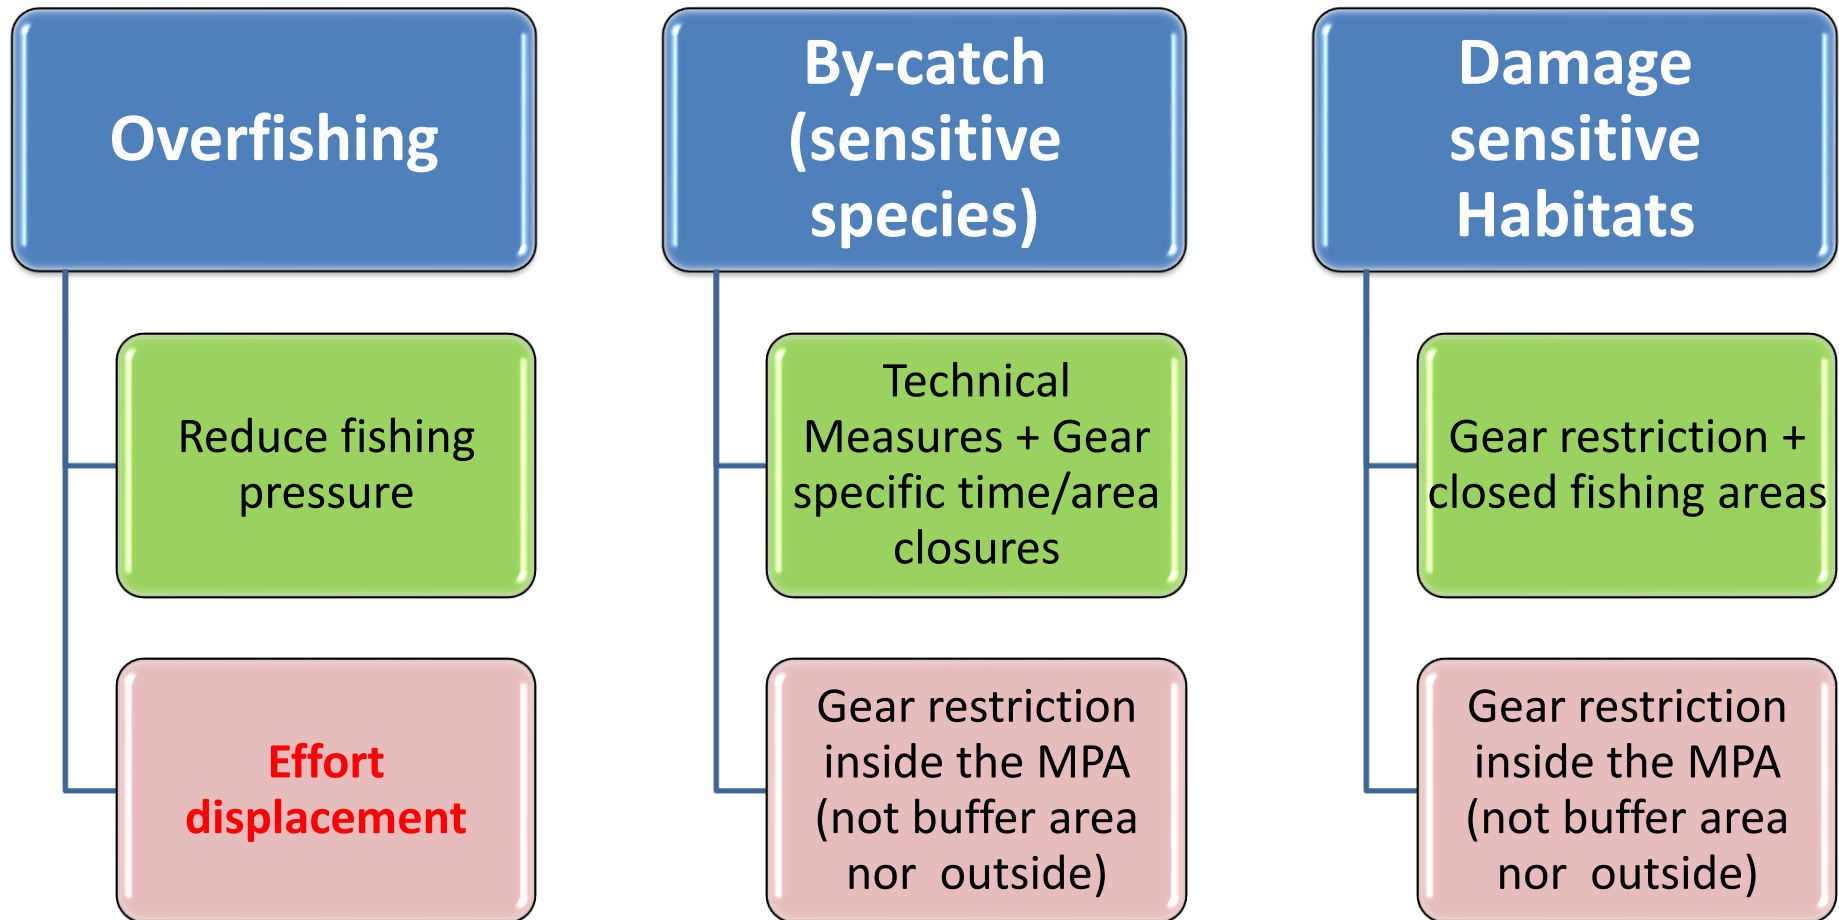 Overfishing
Reduce fishing
pressure
Effort
displacement
By-catch
(sensitive
species)
Technical
Measures + Gear
specific time/area
closures
Gear restriction
inside the MPA
(not buffer area
nor  outside)
Damage
sensitive
Habitats
Gear restriction +
closed fishing areas
Gear restriction
inside the MPA
(not buffer area
nor  outside)